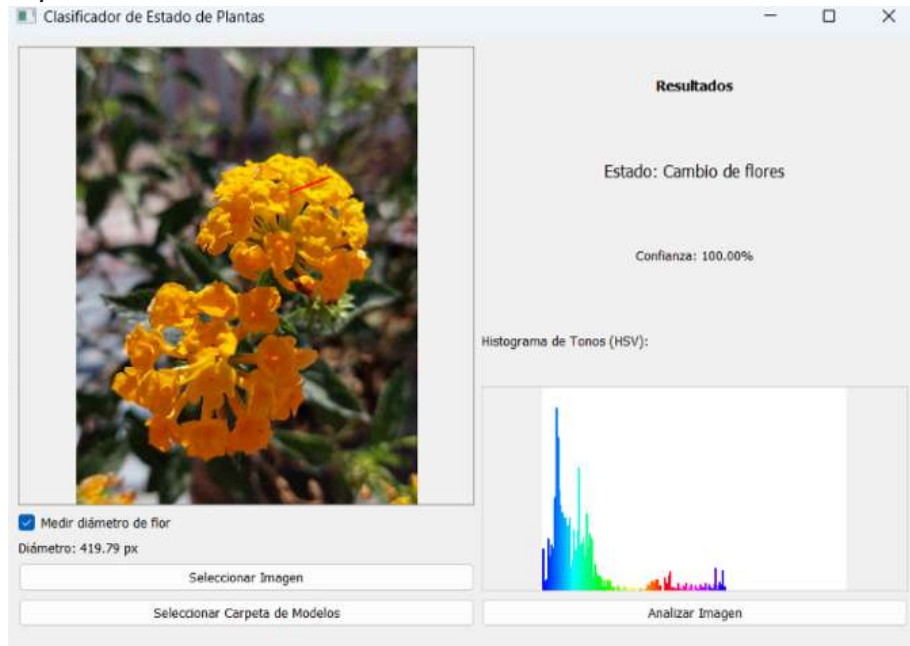 Clasificador de Estado de Plantas
Resultados
Estado: Cambio de flores
Confianza: 100.00%
Histograma de Tonos (HSV):
Medir diámetro de flor
Diámetro: 419.79 px
Seleccionar Imagen
Seleccionar Carpeta de Modelos
Analizar Imagen